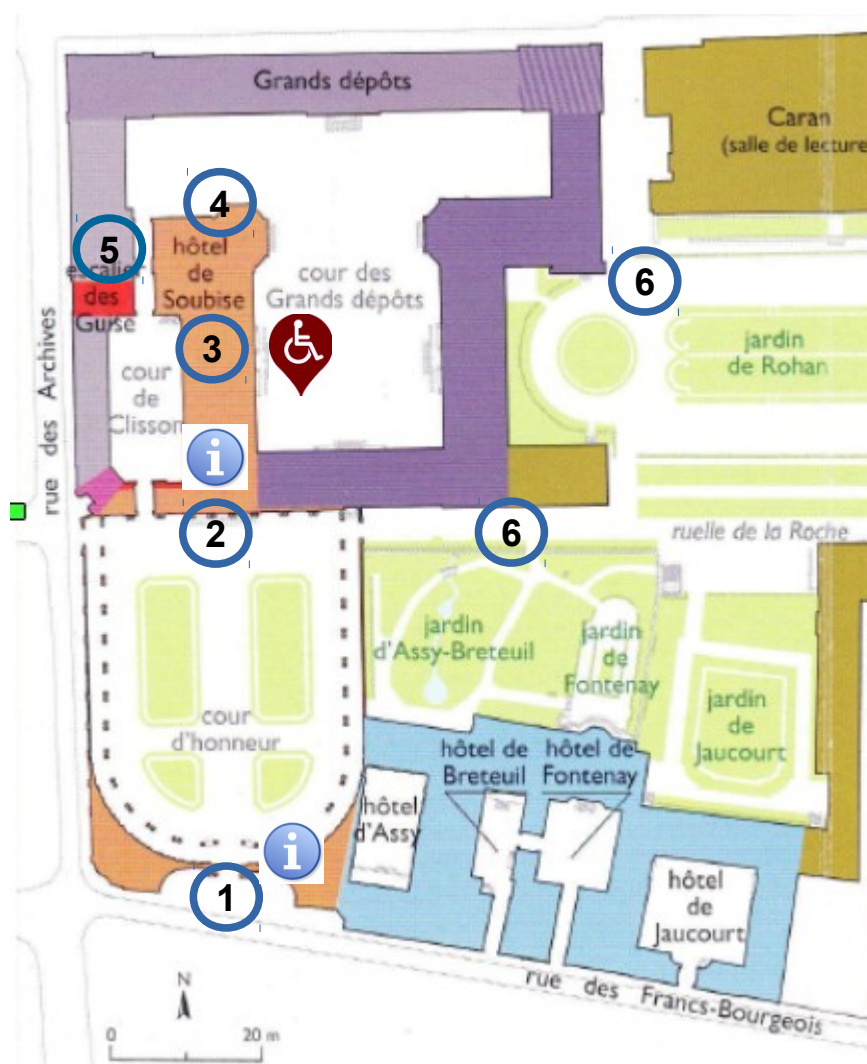 Grands dépôts
Caran
(salle de lecture
4
5
hôtel
de
Soubise
escalier
des
Guise
cour des
Grands dépôts
6
3
jardin
de Rohan
cour
de
Clisson
rue des Archives
i
2
6
ruelle de la Roche
jardin
d'Assy-Breteuil
jardin
de
Fontenay
jardin
de
Jaucourt
cour
d'honneur
hôtel de
Breteuil
hôtel de
Fontenay
hôtel
d'Assy
i
1
hôtel
de
Jaucourt
rue des Francs-Bourgeois
N
0 20 m